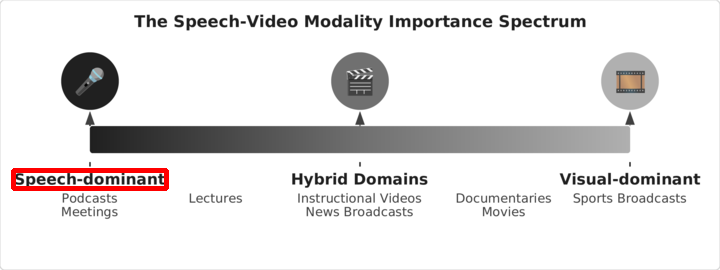 The Speech-Video Modality Importance Spectrum
Speech-dominant
Hybrid Domains
Visual-dominant
Podcasts
Meetings
Lectures
Instructional Videos
News Broadcasts
Documentaries
Movies
Sports Broadcasts